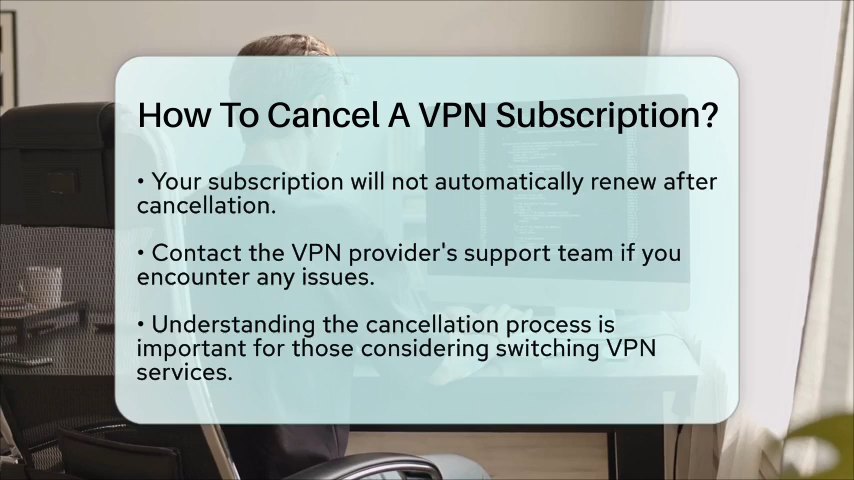 How To Cancel A VPN Subscription?
• Your subscription will not automatically renew after
cancellation.
• Contact the VPN provider's support team if you
encounter any issues.
• Understanding the cancellation process is
important for those considering switching VPN
services.